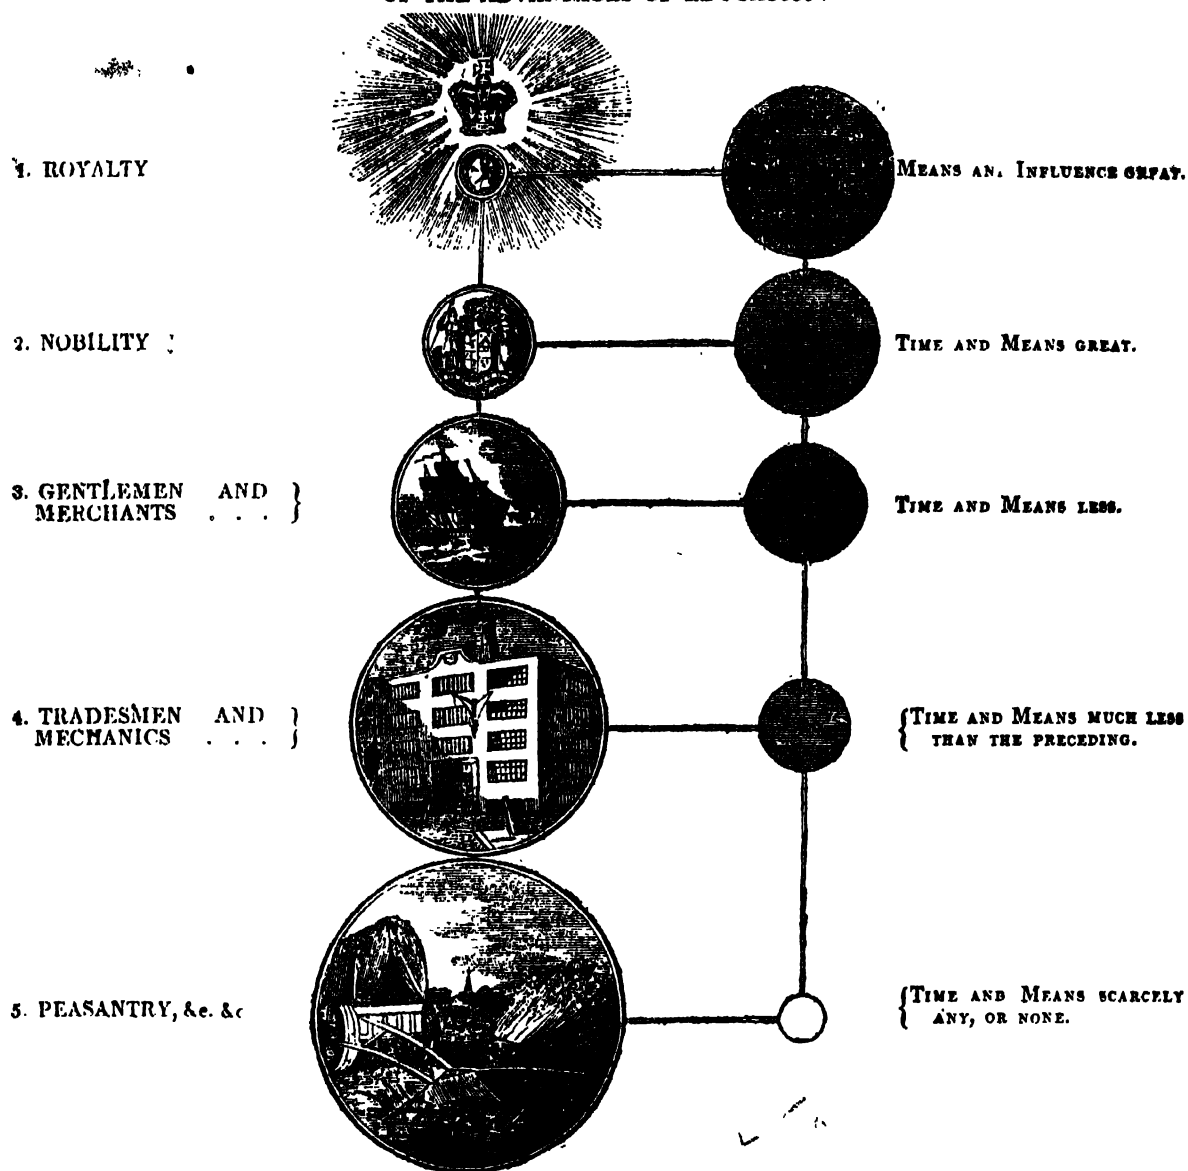 1. ROYALTY
MEANS AN. INFLUENCE GREAT.
2. NOBILITY
TIME AND MEANS GREAT.
3. GENTLEMEN AND
MERCHANTS . . .
TIME AND MEANS LESS.
4. TRADESMEN AND
MECHANICS . . .
TIME AND MEANS MUCH LESS
THAN THE PRECEDING.
5. PEASANTRY, &c. &c
TIME AND MEANS SCARCELY
ANY, OR NONE.